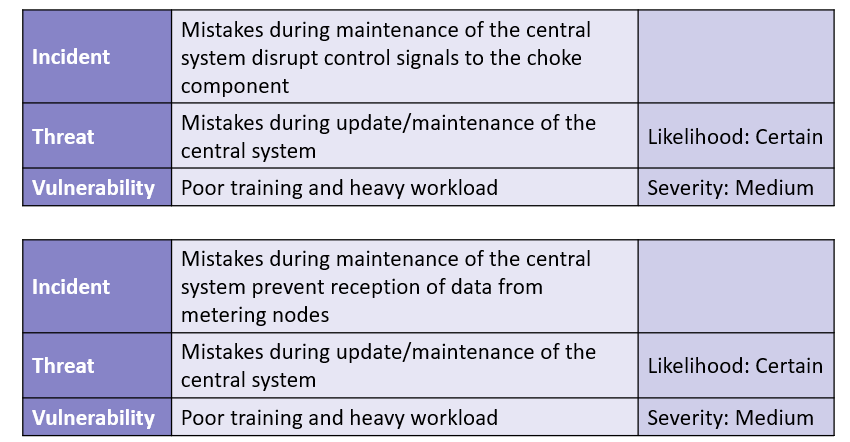 Incident
Mistakes during maintenance of the central
system disrupt control signals to the choke
component
Threat
Mistakes during update/maintenance of the
central system
Likelihood: Certain
Vulnerability
Poor training and heavy workload
Severity: Medium
Incident
Mistakes during maintenance of the central
system prevent reception of data from
metering nodes
Threat
Mistakes during update/maintenance of the
central system
Likelihood: Certain
Vulnerability
Poor training and heavy workload
Severity: Medium